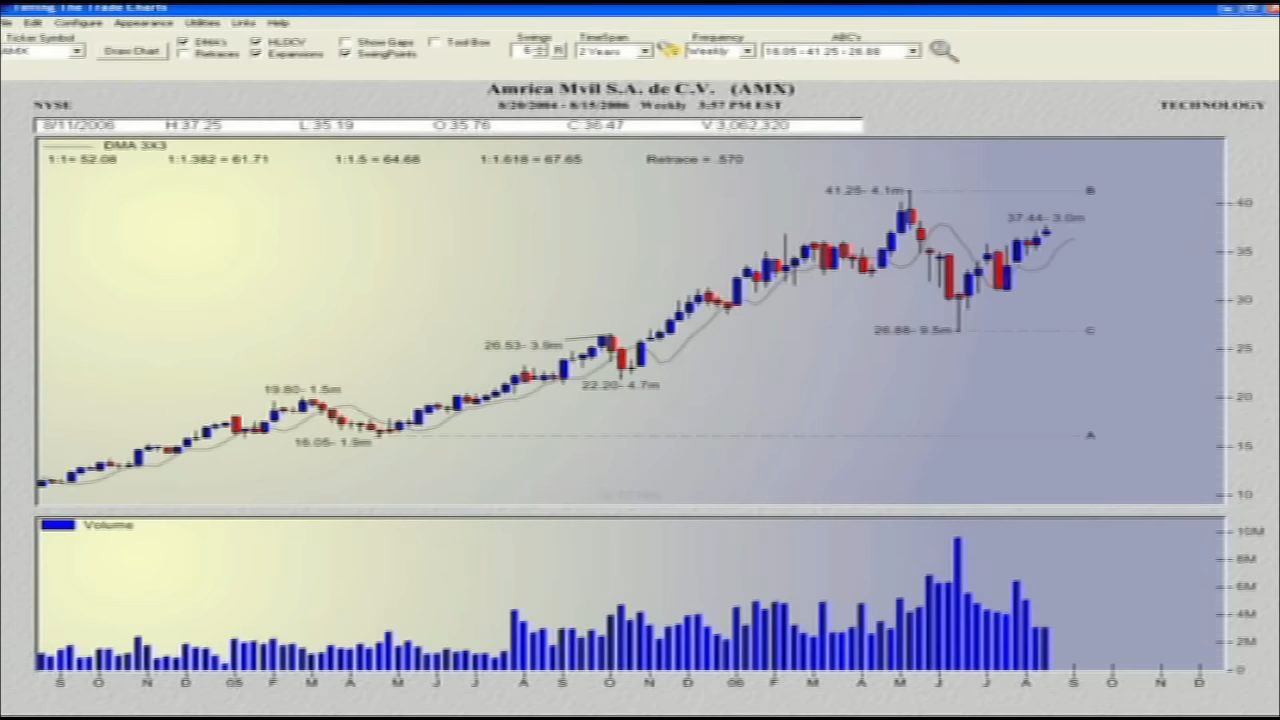 Timing The Trade Charts
File Edit Configure Appearance Utilities Links Help
Ticker Symbol
AMX
Draw Chart
DMA's HLOCV Show Gaps Tool Box
Retraces Expansions SwingPoints
Swings TimeSpan Frequency ABC's
6 R 2 Years Weekly 16.05 - 41.25 - 26.88
Amrica Mvil S.A. de C.V. (AMX)
NYSE 8/20/2004 - 8/15/2006 Weekly 3:57 PM EST TECHNOLOGY
8/11/2006 H 37.25 L 35.19 O 35.76 C 36.47 V 3,062,320
DMA 3X3
1:1= 52.08 1:1.382 = 61.71 1:1.5 = 64.68 1:1.618 = 67.65 Retrace = .570
41.25- 4.1m B
40
37.44- 3.0m
35
30
26.88- 9.5m C
26.53- 3.9m
25
22.20- 4.7m
19.80- 1.5m
20
16.05- 1.9m A
15
10
Volume
10M
8M
6M
4M
2M
0
S O N D 05 F M A M J J A S O N D 06 F M A M J J A S O N D